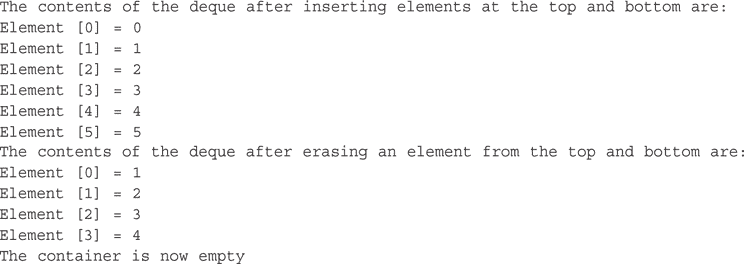 The contents of the deque after inserting elements at the top and bottom are:
Element [0] = 0
Element [1] = 1
Element [2] = 2
Element [3] = 3
Element [4] = 4
Element [5] = 5
The contents of the deque after erasing an element from the top and bottom are:
Element [0] = 1
Element [1] = 2
Element [2] = 3
Element [3] = 4
The container is now empty